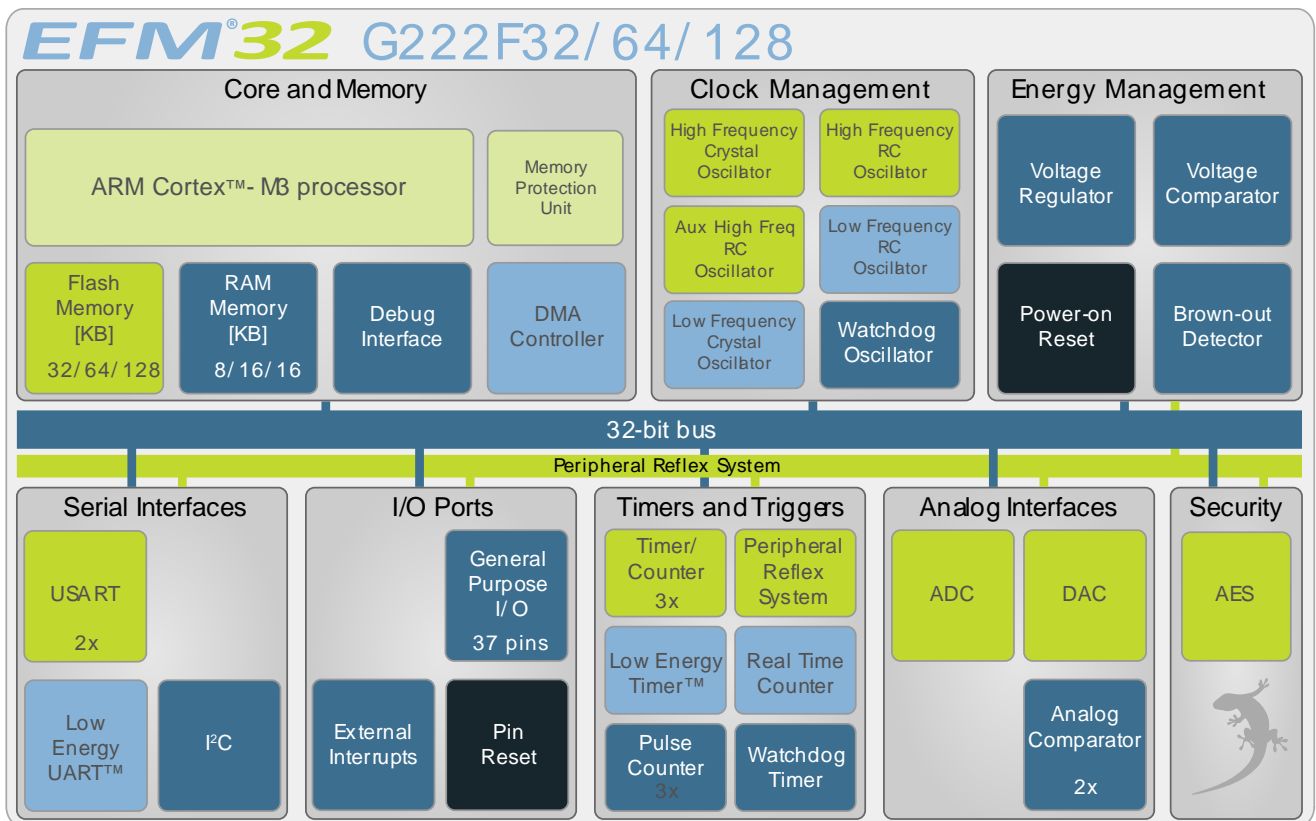 EFM®32 G222F32/64/128
Core and Memory
ARM Cortex™-M3 processor
Memory
Protection
Unit
Flash
Memory
[KB]
32/64/128
RAM
Memory
[KB]
8/16/16
Debug
Interface
DMA
Controller
Clock Management
High Frequency
Crystal
Oscillator
High Frequency
RC
Oscillator
Aux High Freq
RC
Oscillator
Low Frequency
RC
Oscillator
Low Frequency
Crystal
Oscillator
Watchdog
Oscillator
Energy Management
Voltage
Regulator
Voltage
Comparator
Power-on
Reset
Brown-out
Detector
32-bit bus
Peripheral Reflex System
Serial Interfaces
USART
2x
Low
Energy
UART™
I²C
I/O Ports
General
Purpose
I/O
37 pins
External
Interrupts
Pin
Reset
Timers and Triggers
Timer/
Counter
3x
Peripheral
Reflex
System
Low Energy
Timer™
Real Time
Counter
Pulse
Counter
3x
Watchdog
Timer
Analog Interfaces
ADC
DAC
Analog
Comparator
2x
Security
AES